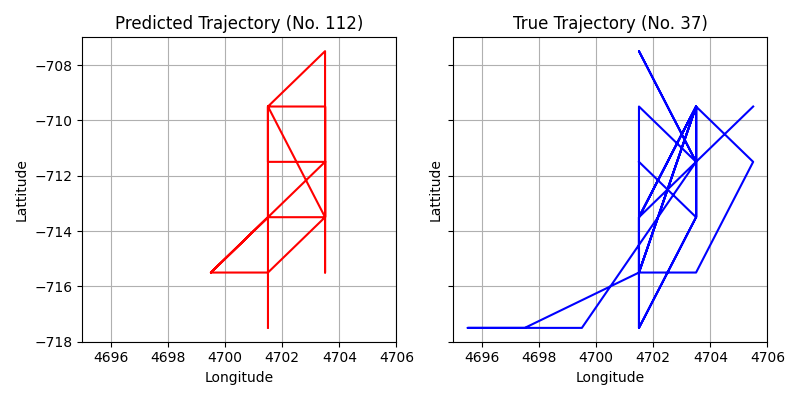 Predicted Trajectory (No. 112)
True Trajectory (No. 37)
−708
−710
−712
−714
−716
−718
Lattitude
Lattitude
4696 4698 4700 4702 4704 4706
4696 4698 4700 4702 4704 4706
Longitude
Longitude